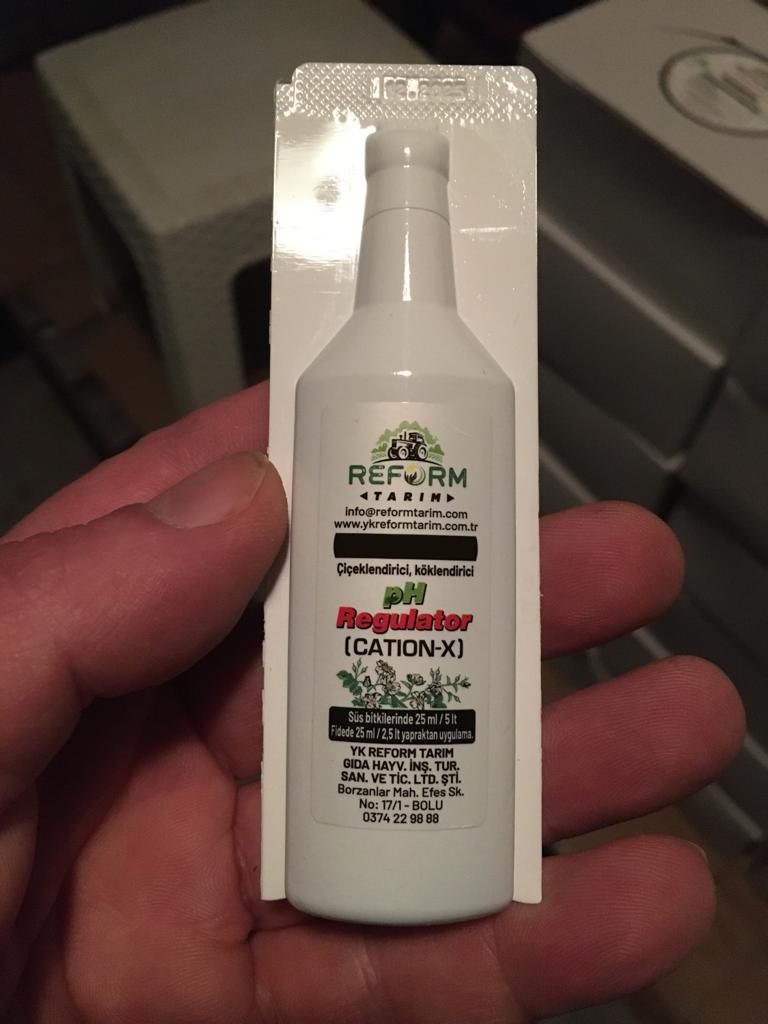 12.2025
REFORM
TARIM
info@reformtarim.com
www.ykreformtarim.com.tr
Çiçeklendirici, köklendirici
pH
Regulator
(CATION-X)
Süs bitkilerinde 25 ml / 5 lt
Fidede 25 ml / 2,5 lt yapraktan uygulama.
YK REFORM TARIM
GIDA HAYV. İNŞ. TUR.
SAN. VE TİC. LTD. ŞTİ.
Borzanlar Mah. Efes Sk.
No: 17/1 - BOLU
0374 22 98 88